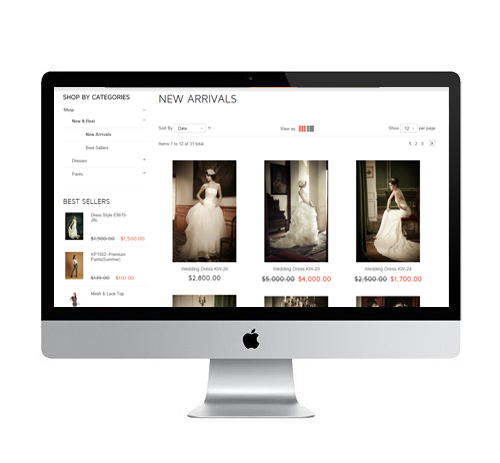 SHOP BY CATEGORIES
Shop
New & Best
New Arrivals
Best Sellers
Dresses
Pants
BEST SELLERS
Dress Style E8615-
26L
$1,900.00 $1,500.00
KP1502- Premium
Pants(Summer)
$139.00 $110.00
Mesh & Lace Top
NEW ARRIVALS
Sort By Date
View as
Show 12 per page
Items 1 to 12 of 31 total
1 2 3 >
Wedding Dress KW-26
$2,800.00
Wedding Dress KW-25
$5,000.00 $4,000.00
Wedding Dress KW-24
$2,500.00 $1,700.00